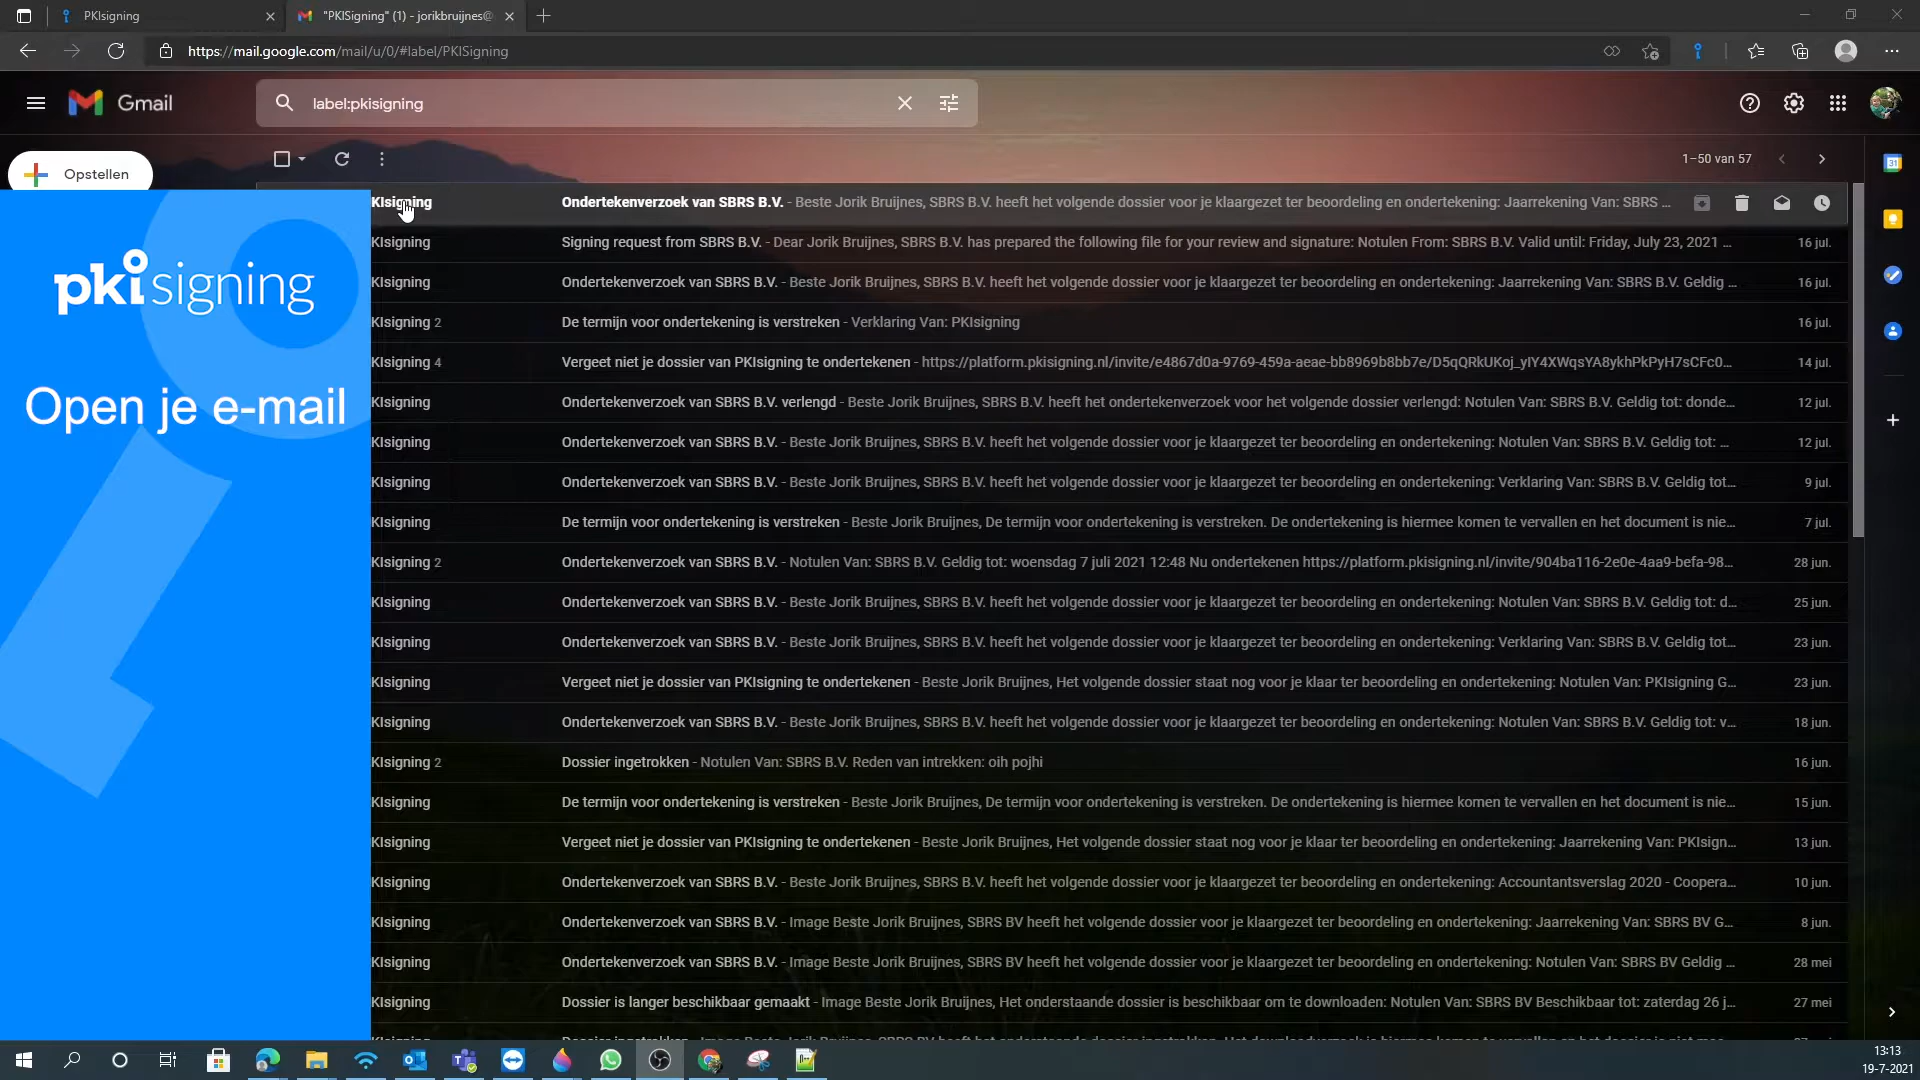 PKIsigning
"PKISigning" (1) - jorikbruijnes@
https://mail.google.com/mail/u/0/#label/PKISigning
Gmail
label:pkisigning
Opstellen
1–50 van 57
pkisigning
Open je e-mail
KIsigning Ondertekenverzoek van SBRS B.V. - Beste Jorik Bruijnes, SBRS B.V. heeft het volgende dossier voor je klaargezet ter beoordeling en ondertekening: Jaarrekening Van: SBRS ...
KIsigning Signing request from SBRS B.V. - Dear Jorik Bruijnes, SBRS B.V. has prepared the following file for your review and signature: Notulen From: SBRS B.V. Valid until: Friday, July 23, 2021 ... 16 jul.
KIsigning Ondertekenverzoek van SBRS B.V. - Beste Jorik Bruijnes, SBRS B.V. heeft het volgende dossier voor je klaargezet ter beoordeling en ondertekening: Jaarrekening Van: SBRS B.V. Geldig ... 16 jul.
KIsigning 2 De termijn voor ondertekening is verstreken - Verklaring Van: PKIsigning 16 jul.
KIsigning 4 Vergeet niet je dossier van PKIsigning te ondertekenen - https://platform.pkisigning.nl/invite/e4867d0a-9769-459a-aeae-bb8969b8bb7e/D5qQRkUKoj_yIY4XWqsYA8ykhPkPyH7sCFc0... 14 jul.
KIsigning Ondertekenverzoek van SBRS B.V. verlengd - Beste Jorik Bruijnes, SBRS B.V. heeft het ondertekenverzoek voor het volgende dossier verlengd: Notulen Van: SBRS B.V. Geldig tot: donde... 12 jul.
KIsigning Ondertekenverzoek van SBRS B.V. - Beste Jorik Bruijnes, SBRS B.V. heeft het volgende dossier voor je klaargezet ter beoordeling en ondertekening: Notulen Van: SBRS B.V. Geldig tot: ... 12 jul.
KIsigning Ondertekenverzoek van SBRS B.V. - Beste Jorik Bruijnes, SBRS B.V. heeft het volgende dossier voor je klaargezet ter beoordeling en ondertekening: Verklaring Van: SBRS B.V. Geldig tot... 9 jul.
KIsigning De termijn voor ondertekening is verstreken - Beste Jorik Bruijnes, De termijn voor ondertekening is verstreken. De ondertekening is hiermee komen te vervallen en het document is nie... 7 jul.
KIsigning 2 Ondertekenverzoek van SBRS B.V. - Notulen Van: SBRS B.V. Geldig tot: woensdag 7 juli 2021 12:48 Nu ondertekenen https://platform.pkisigning.nl/invite/904ba116-2e0e-4aa9-befa-98... 28 jun.
KIsigning Ondertekenverzoek van SBRS B.V. - Beste Jorik Bruijnes, SBRS B.V. heeft het volgende dossier voor je klaargezet ter beoordeling en ondertekening: Notulen Van: SBRS B.V. Geldig tot: d... 25 jun.
KIsigning Ondertekenverzoek van SBRS B.V. - Beste Jorik Bruijnes, SBRS B.V. heeft het volgende dossier voor je klaargezet ter beoordeling en ondertekening: Verklaring Van: SBRS B.V. Geldig tot... 23 jun.
KIsigning Vergeet niet je dossier van PKIsigning te ondertekenen - Beste Jorik Bruijnes, Het volgende dossier staat nog voor je klaar ter beoordeling en ondertekening: Notulen Van: PKIsigning G... 23 jun.
KIsigning Ondertekenverzoek van SBRS B.V. - Beste Jorik Bruijnes, SBRS B.V. heeft het volgende dossier voor je klaargezet ter beoordeling en ondertekening: Notulen Van: SBRS B.V. Geldig tot: v... 18 jun.
KIsigning 2 Dossier ingetrokken - Notulen Van: SBRS B.V. Reden van intrekken: oih pojhi 16 jun.
KIsigning De termijn voor ondertekening is verstreken - Beste Jorik Bruijnes, De termijn voor ondertekening is verstreken. De ondertekening is hiermee komen te vervallen en het document is nie... 15 jun.
KIsigning Vergeet niet je dossier van PKIsigning te ondertekenen - Beste Jorik Bruijnes, Het volgende dossier staat nog voor je klaar ter beoordeling en ondertekening: Jaarrekening Van: PKIsign... 13 jun.
KIsigning Ondertekenverzoek van SBRS B.V. - Beste Jorik Bruijnes, SBRS B.V. heeft het volgende dossier voor je klaargezet ter beoordeling en ondertekening: Accountantsverslag 2020 - Coopera... 10 jun.
KIsigning Ondertekenverzoek van SBRS B.V. - Image Beste Jorik Bruijnes, SBRS BV heeft het volgende dossier voor je klaargezet ter beoordeling en ondertekening: Jaarrekening Van: SBRS BV G... 8 jun.
KIsigning Ondertekenverzoek van SBRS B.V. - Image Beste Jorik Bruijnes, SBRS BV heeft het volgende dossier voor je klaargezet ter beoordeling en ondertekening: Notulen Van: SBRS BV Geldig ... 28 mei
KIsigning Dossier is langer beschikbaar gemaakt - Image Beste Jorik Bruijnes, Het onderstaande dossier is beschikbaar om te downloaden: Notulen Van: SBRS BV Beschikbaar tot: zaterdag 26 j... 27 mei
13:13
19-7-2021